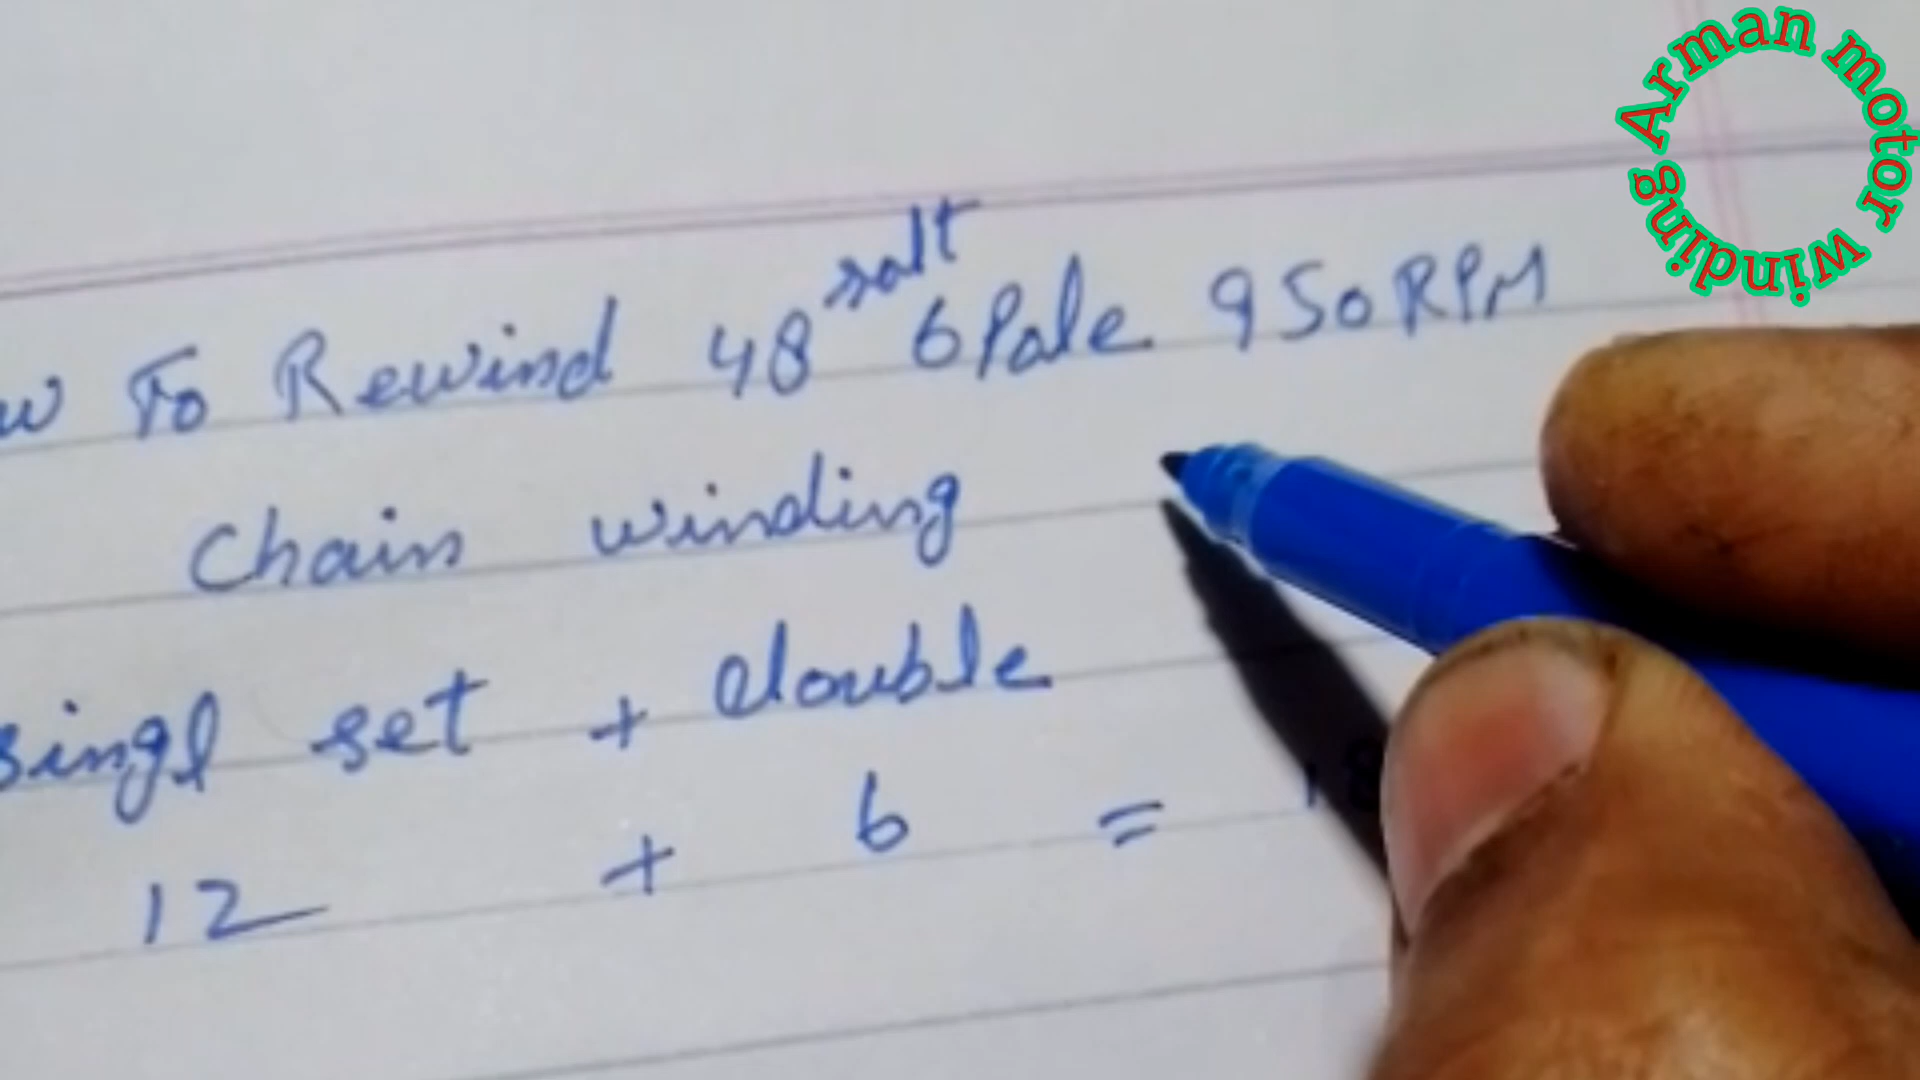 Arman motor winding
w To Rewind 48 salt 6 Pole 950 RPM
Chain winding
singl set + double
12 + 6 =